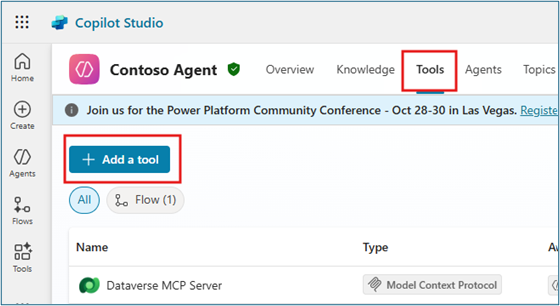 Copilot Studio
Home
Create
Agents
Flows
Tools
Contoso Agent Overview Knowledge Tools Agents Topics
Join us for the Power Platform Community Conference - Oct 28-30 in Las Vegas. Registe
+ Add a tool
All Flow (1)
Name Type
Dataverse MCP Server Model Context Protocol